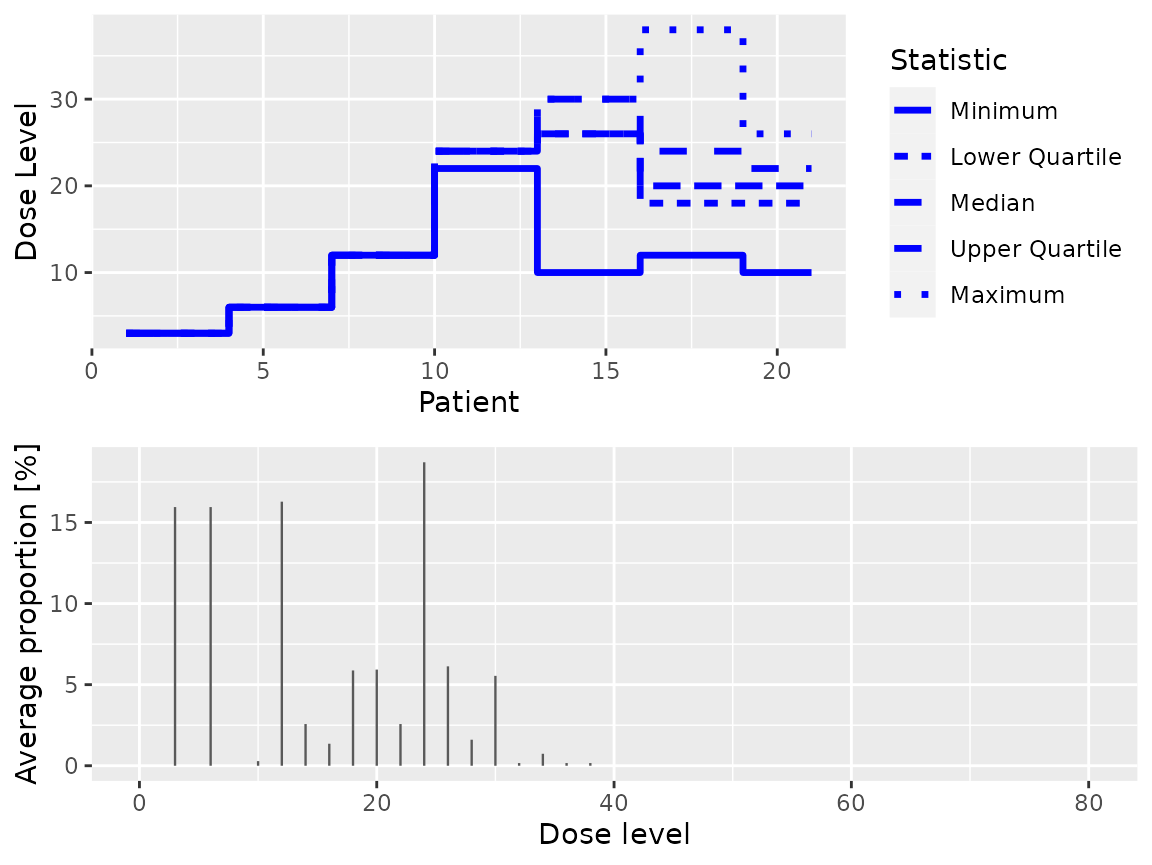 Dose Level
30
20
10
0
5
10
15
20
Patient
Statistic
Minimum
Lower Quartile
Median
Upper Quartile
Maximum
Average proportion [%]
15
10
5
0
0
20
40
60
80
Dose level